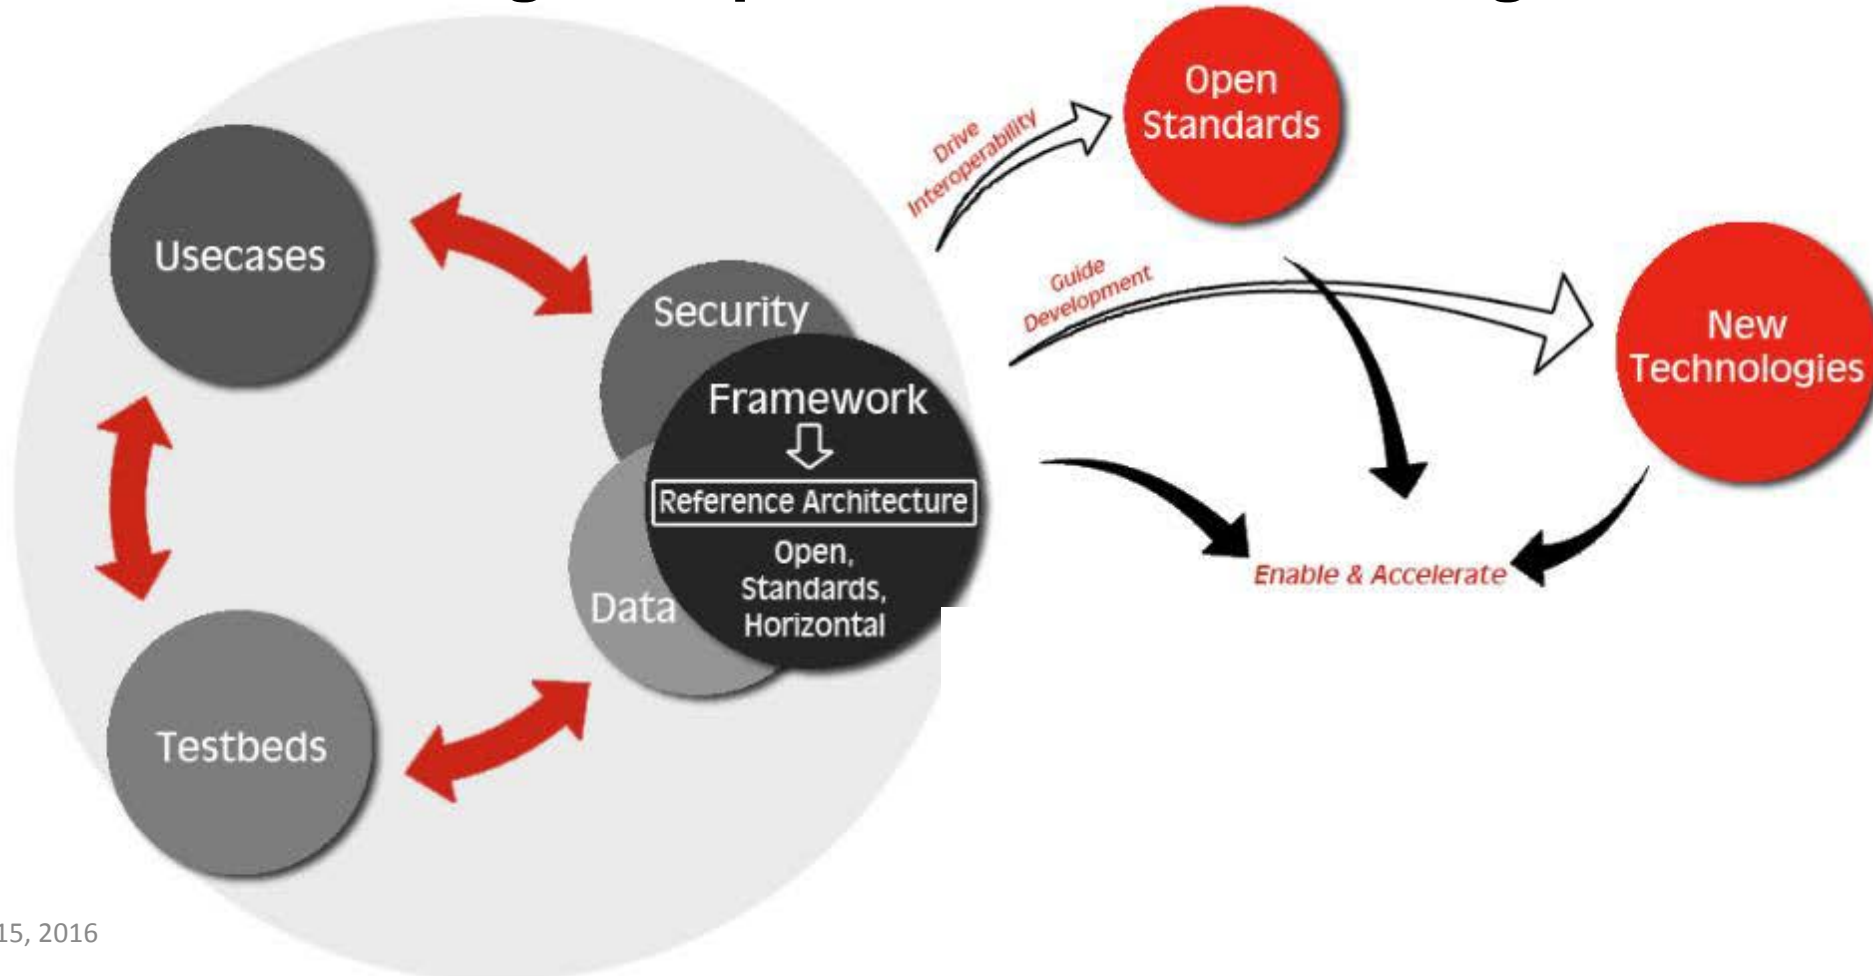 Usecases
Security
Framework
Reference Architecture
Open,
Standards,
Horizontal
Data
Testbeds
Drive
Interoperability
Open
Standards
Guide
Development
New
Technologies
Enable & Accelerate
15, 2016